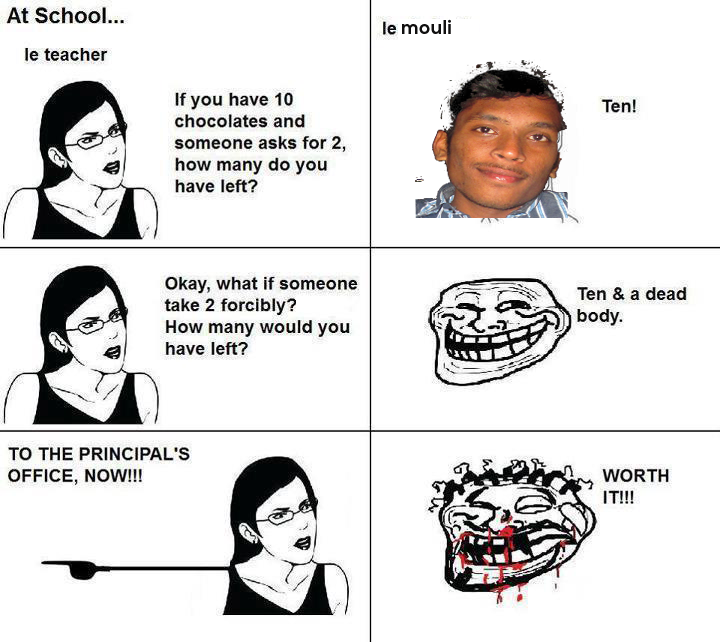 At School...
le teacher
If you have 10
chocolates and
someone asks for 2,
how many do you
have left?
le mouli
Ten!
Okay, what if someone
take 2 forcibly?
How many would you
have left?
Ten & a dead
body.
TO THE PRINCIPAL'S
OFFICE, NOW!!!
WORTH
IT!!!